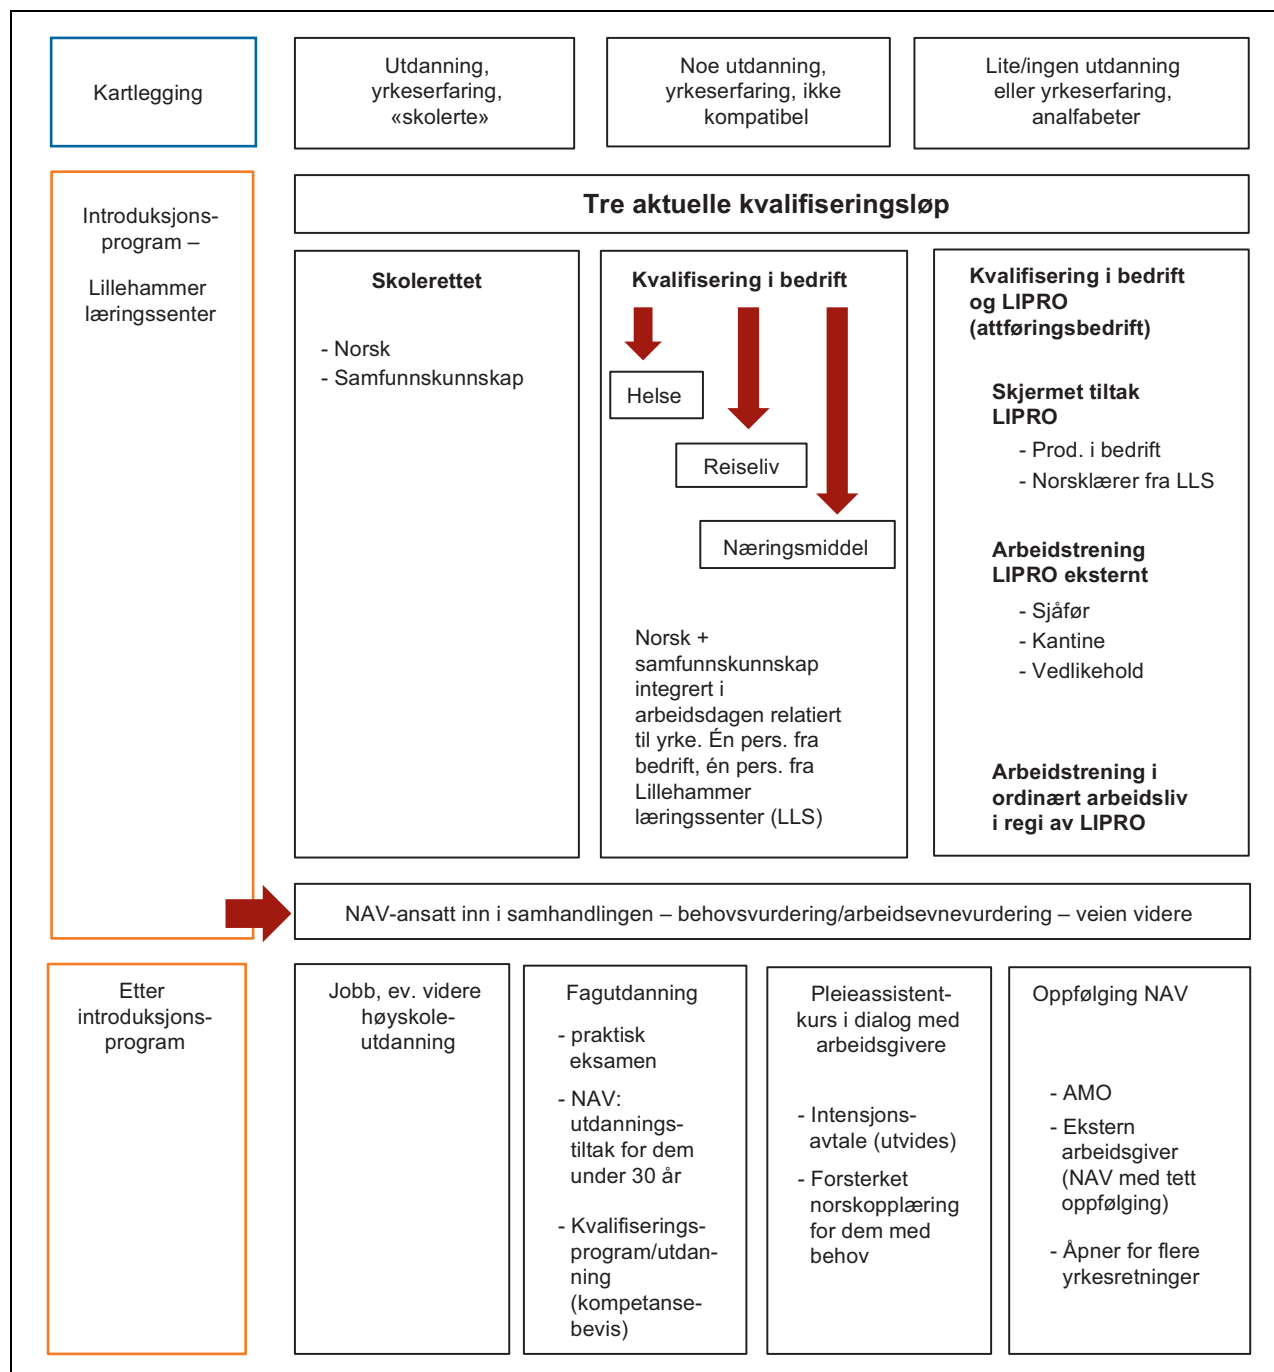 Kartlegging
Utdanning,
yrkeserfaring,
«skolerte»
Noe utdanning,
yrkeserfaring, ikke
kompatibel
Lite/ingen utdanning
eller yrkeserfaring,
analfabeter
Introduksjons-
program –
Lillehammer
læringssenter
Tre aktuelle kvalifiseringsløp
Skolerettet
- Norsk
- Samfunnskunnskap
Kvalifisering i bedrift
Helse
Reiseliv
Næringsmiddel
Norsk +
samfunnskunnskap
integrert i
arbeidsdagen relatiert
til yrke. Én pers. fra
bedrift, én pers. fra
Lillehammer
læringssenter (LLS)
Kvalifisering i bedrift
og LIPRO
(attføringsbedrift)
Skjermet tiltak
LIPRO
- Prod. i bedrift
- Norsklærer fra LLS
Arbeidstrening
LIPRO eksternt
- Sjåfør
- Kantine
- Vedlikehold
Arbeidstrening i
ordinært arbeidsliv
i regi av LIPRO
NAV-ansatt inn i samhandlingen – behovsvurdering/arbeidsevnevurdering – veien videre
Etter
introduksjons-
program
Jobb, ev. videre
høyskole-
utdanning
Fagutdanning
- praktisk
eksamen
- NAV:
utdannings-
tiltak for dem
under 30 år
- Kvalifiserings-
program/utdan-
ning
(kompetanse-
bevis)
Pleieassistent-
kurs i dialog med
arbeidsgivere
- Intensjons-
avtale (utvides)
- Forsterket
norskopplæring
for dem med
behov
Oppfølging NAV
- AMO
- Ekstern
arbeidsgiver
(NAV med tett
oppfølging)
- Åpner for flere
yrkesretninger